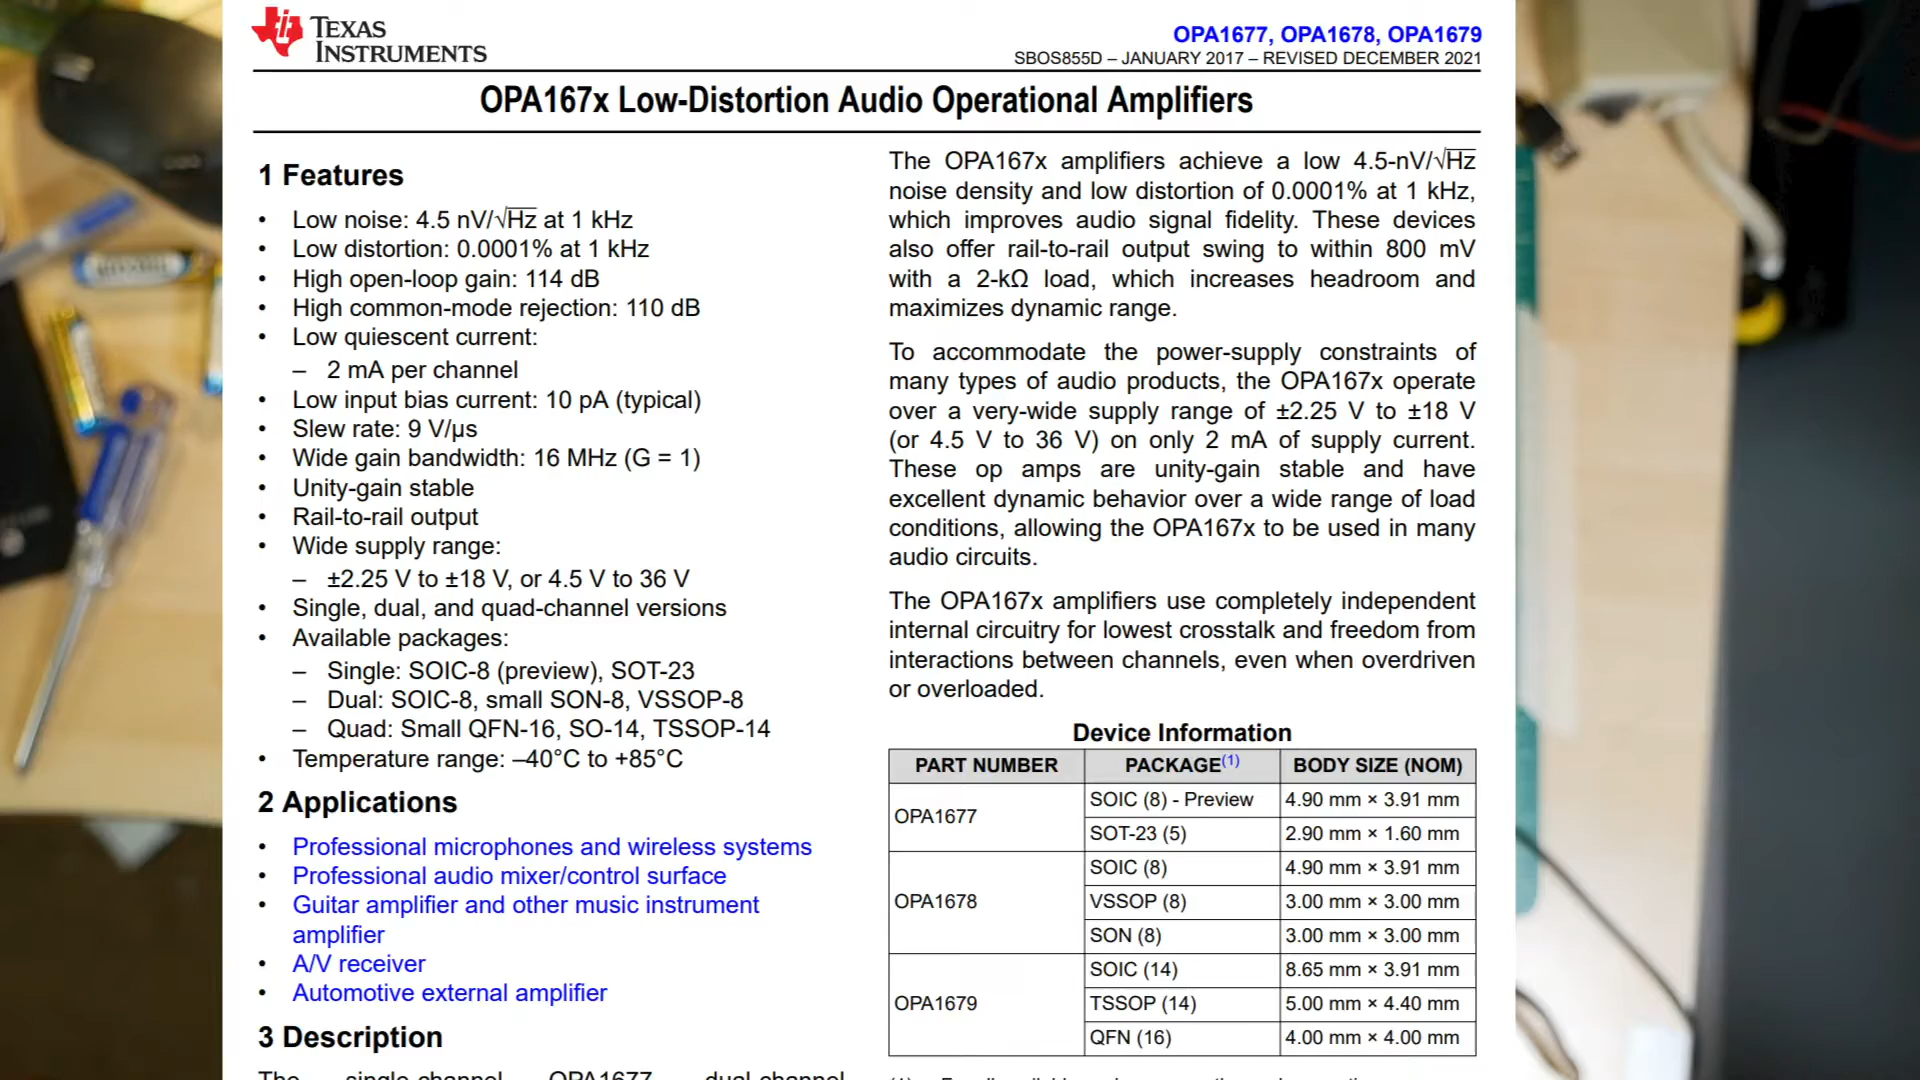 TEXAS
INSTRUMENTS
OPA1677, OPA1678, OPA1679
SBOS855D – JANUARY 2017 – REVISED DECEMBER 2021
OPA167x Low-Distortion Audio Operational Amplifiers
1 Features
• Low noise: 4.5 nV/√Hz at 1 kHz
• Low distortion: 0.0001% at 1 kHz
• High open-loop gain: 114 dB
• High common-mode rejection: 110 dB
• Low quiescent current:
– 2 mA per channel
• Low input bias current: 10 pA (typical)
• Slew rate: 9 V/μs
• Wide gain bandwidth: 16 MHz (G = 1)
• Unity-gain stable
• Rail-to-rail output
• Wide supply range:
– ±2.25 V to ±18 V, or 4.5 V to 36 V
• Single, dual, and quad-channel versions
• Available packages:
– Single: SOIC-8 (preview), SOT-23
– Dual: SOIC-8, small SON-8, VSSOP-8
– Quad: Small QFN-16, SO-14, TSSOP-14
• Temperature range: –40°C to +85°C
2 Applications
• Professional microphones and wireless systems
• Professional audio mixer/control surface
• Guitar amplifier and other music instrument
amplifier
• A/V receiver
• Automotive external amplifier
3 Description
The single-channel OPA1677, dual-channel
The OPA167x amplifiers achieve a low 4.5-nV/√Hz
noise density and low distortion of 0.0001% at 1 kHz,
which improves audio signal fidelity. These devices
also offer rail-to-rail output swing to within 800 mV
with a 2-kΩ load, which increases headroom and
maximizes dynamic range.
To accommodate the power-supply constraints of
many types of audio products, the OPA167x operate
over a very-wide supply range of ±2.25 V to ±18 V
(or 4.5 V to 36 V) on only 2 mA of supply current.
These op amps are unity-gain stable and have
excellent dynamic behavior over a wide range of load
conditions, allowing the OPA167x to be used in many
audio circuits.
The OPA167x amplifiers use completely independent
internal circuitry for lowest crosstalk and freedom from
interactions between channels, even when overdriven
or overloaded.
Device Information
PART NUMBER PACKAGE(1) BODY SIZE (NOM)
OPA1677 SOIC (8) - Preview 4.90 mm × 3.91 mm
SOT-23 (5) 2.90 mm × 1.60 mm
OPA1678 SOIC (8) 4.90 mm × 3.91 mm
VSSOP (8) 3.00 mm × 3.00 mm
SON (8) 3.00 mm × 3.00 mm
OPA1679 SOIC (14) 8.65 mm × 3.91 mm
TSSOP (14) 5.00 mm × 4.40 mm
QFN (16) 4.00 mm × 4.00 mm